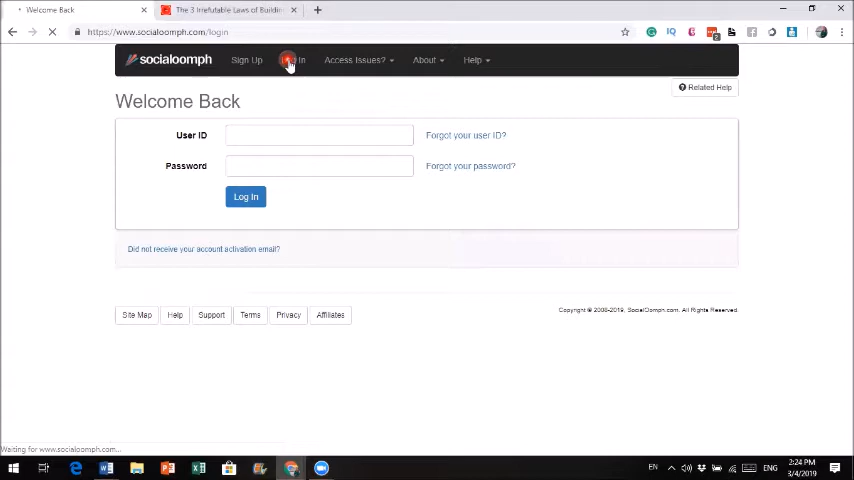 Welcome Back
The 3 Irrefutable Laws of Buildin
https://www.socialoomph.com/login
socialoomph
Sign Up
In
Access Issues?
About
Help
Related Help
Welcome Back
User ID
Forgot your user ID?
Password
Forgot your password?
Log In
Did not receive your account activation email?
Site Map
Help
Support
Terms
Privacy
Affiliates
Copyright © 2008-2019, SocialOomph.com. All rights reserved.
Waiting for www.socialoomph.com...
EN
ENG
2:24 PM
3/4/2019